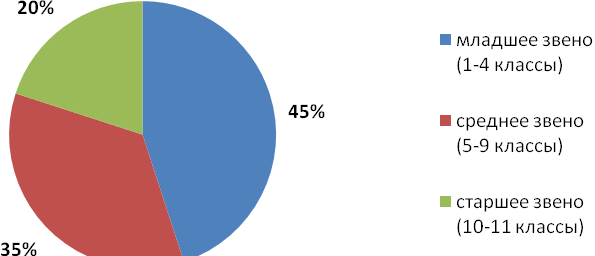 20%
45%
35%
младшее звено
(1-4 классы)
среднее звено
(5-9 классы)
старшее звено
(10-11 классы)